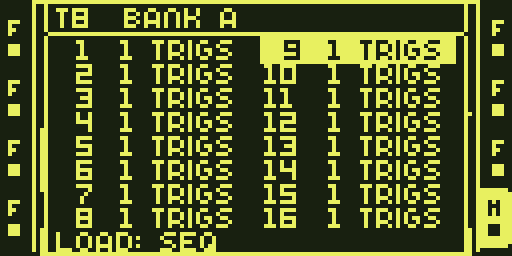 T8 BANK A
1 1 TRIGS 9 1 TRIGS
2 1 TRIGS 10 1 TRIGS
3 1 TRIGS 11 1 TRIGS
4 1 TRIGS 12 1 TRIGS
5 1 TRIGS 13 1 TRIGS
6 1 TRIGS 14 1 TRIGS
7 1 TRIGS 15 1 TRIGS
8 1 TRIGS 16 1 TRIGS
LOAD: SEQ
F
F
F
F
F
F
F
M